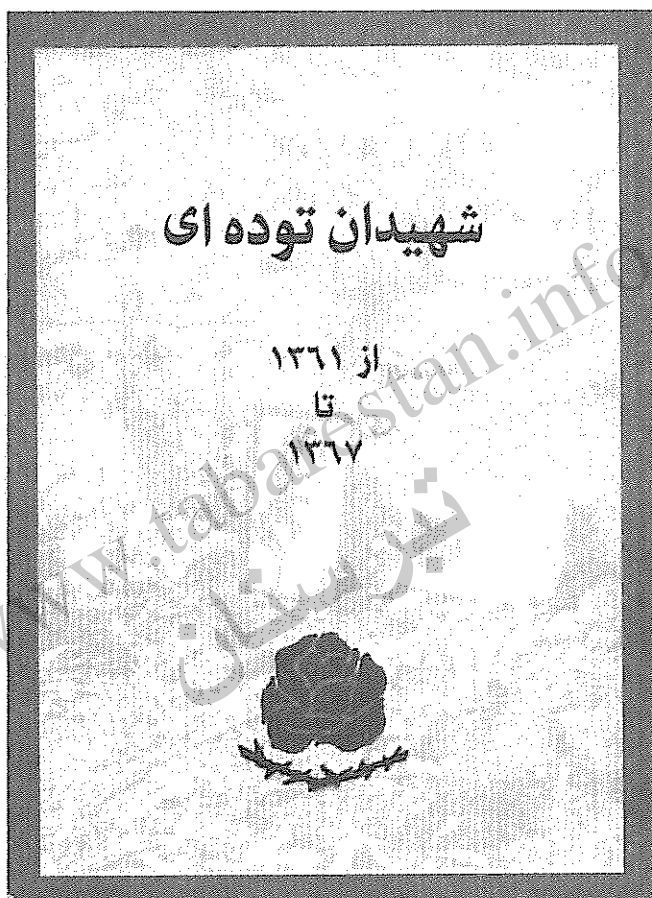 شهیدان توده ای
از ۱۳۶۱
تا
۱۳۶۷
www.tabarestan.info
تبرستان